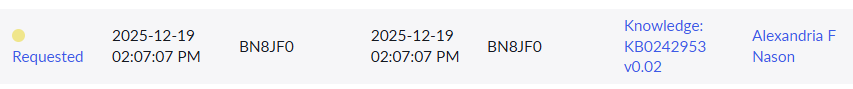 Requested
2025-12-19
02:07:07 PM
BN8JF0
2025-12-19
02:07:07 PM
BN8JF0
Knowledge:
KB0242953
v0.02
Alexandria F
Nason